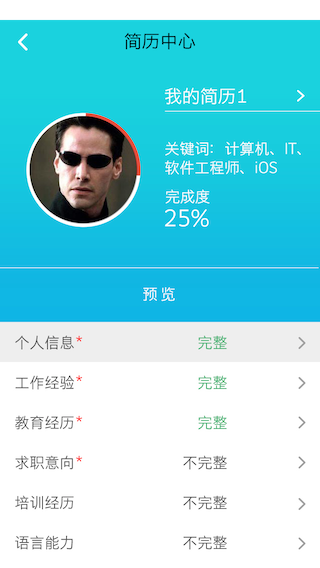 简历中心
我的简历1
关键词：计算机、IT、
软件工程师、iOS
完成度
25%
预览
个人信息* 完整
工作经验* 完整
教育经历* 完整
求职意向* 不完整
培训经历 不完整
语言能力 不完整